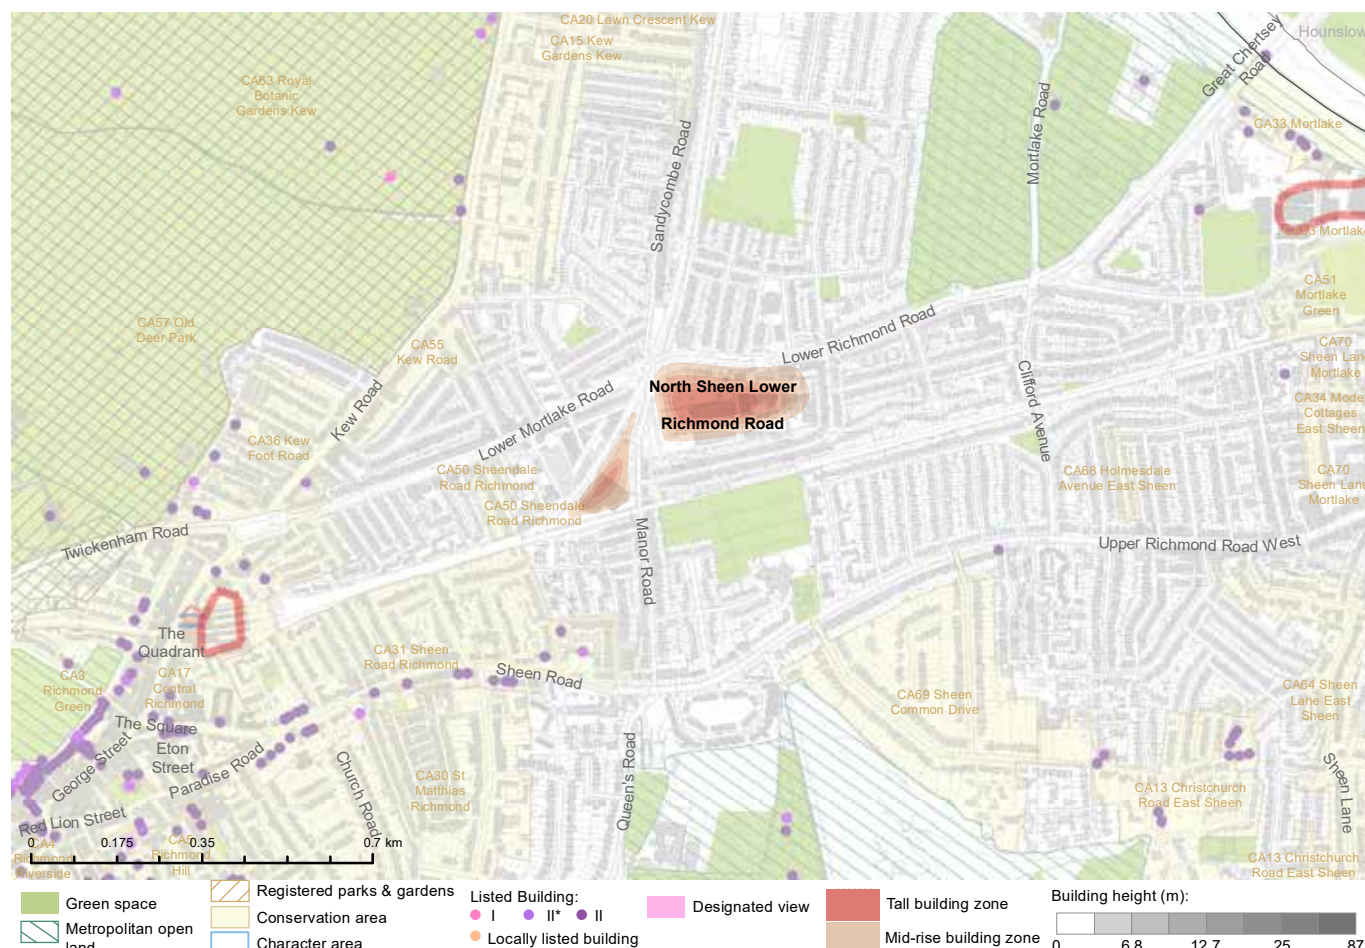 CA20 Lawn Crescent Kew
CA15 Kew
Gardens Kew
Hounslow
Great Chertsey
Road
CA63 Royal
Botanic
Gardens Kew
Mortlake Road
CA33 Mortlake
Sandycombe Road
CA33 Mortlake
CA51
Mortlake
Green
CA57 Old
Deer Park
CA55
Kew Road
Lower Richmond Road
CA70
Sheen Lane
Mortlake
North Sheen Lower
Richmond Road
Kew Road
Lower Mortlake Road
Clifford Avenue
CA34 Model
Cottages
East Sheen
CA36 Kew
Foot Road
CA50 Sheendale
Road Richmond
CA50 Sheendale
Road Richmond
CA68 Holmesdale
Avenue East Sheen
CA70
Sheen Lane
Mortlake
Twickenham Road
Manor Road
Upper Richmond Road West
The
Quadrant
CA31 Sheen
Road Richmond
Sheen Road
CA3
Richmond
Green
CA17
Central
Richmond
CA69 Sheen
Common Drive
CA64 Sheen
Lane East
Sheen
The Square
Eton
Street
George Street
Paradise Road
Church Road
CA30 St
Matthias
Richmond
Queen's Road
CA13 Christchurch
Road East Sheen
Sheen Lane
Red Lion Street
0 0.175 0.35 0.7 km
CA4
Richmond
Riverside
CA5
Richmond
Hill
CA13 Christchurch
Road East Sheen
Green space
Metropolitan open
land
Registered parks & gardens
Conservation area
Character area
Listed Building:
I II* II
Locally listed building
Designated view
Tall building zone
Mid-rise building zone
Building height (m):
0 6.8 12.7 25 87